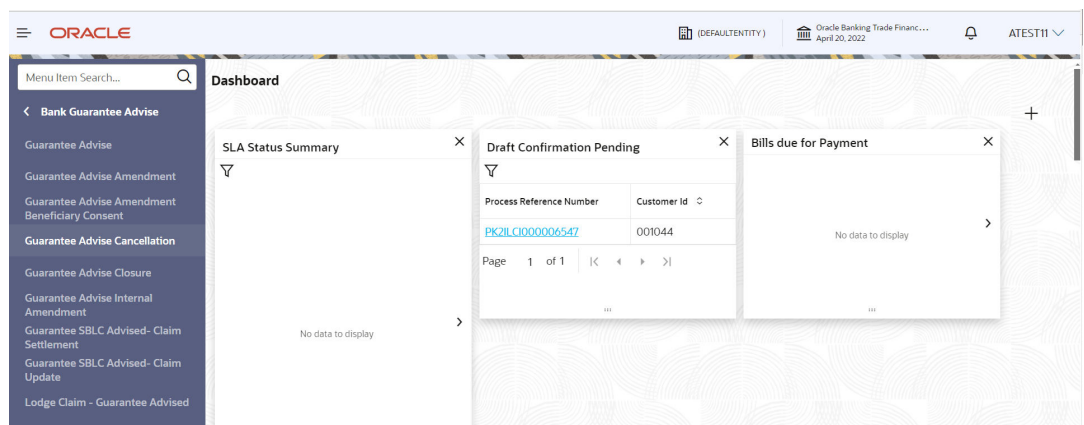 ORACLE
(DEFAULTENTITY)
Oracle Banking Trade Financ...
April 20, 2022
ATEST11
Menu Item Search...
Bank Guarantee Advise
Guarantee Advise
Guarantee Advise Amendment
Guarantee Advise Amendment
Beneficiary Consent
Guarantee Advise Cancellation
Guarantee Advise Closure
Guarantee Advise Internal
Amendment
Guarantee SBLC Advised- Claim
Settlement
Guarantee SBLC Advised- Claim
Update
Lodge Claim - Guarantee Advised
Dashboard
SLA Status Summary
No data to display
Draft Confirmation Pending
Process Reference Number Customer Id
PK2ILCI000006547 001044
Page 1 of 1
Bills due for Payment
No data to display